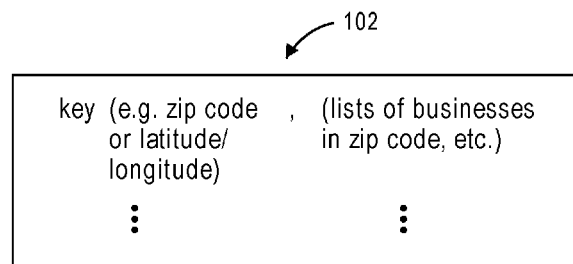 102
key (e.g. zip code , (lists of businesses
or latitude/ in zip code, etc.)
longitude)